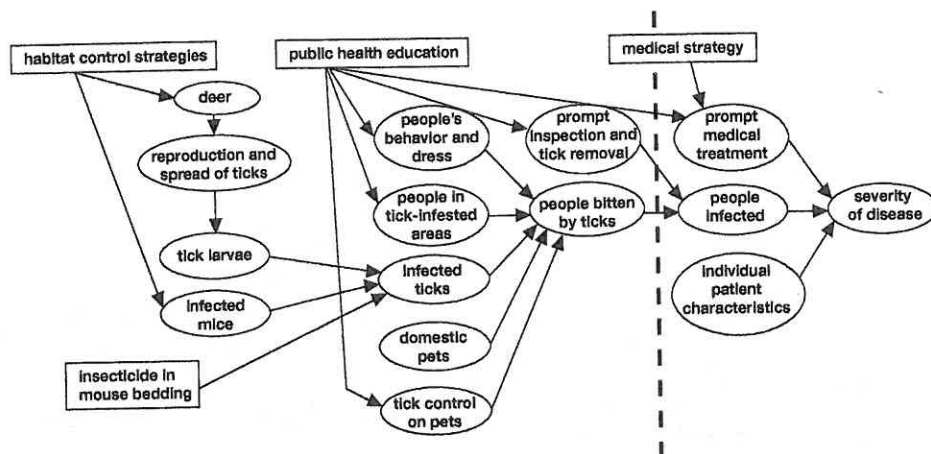 habitat control strategies
public health education
medical strategy
deer
people's
behavior and
dress
prompt
inspection and
tick removal
prompt
medical
treatment
reproduction and
spread of ticks
people in
tick-infested
areas
people bitten
by ticks
people
infected
severity
of disease
tick larvae
infected
ticks
individual
patient
characteristics
infected
mice
domestic
pets
insecticide in
mouse bedding
tick control
on pets